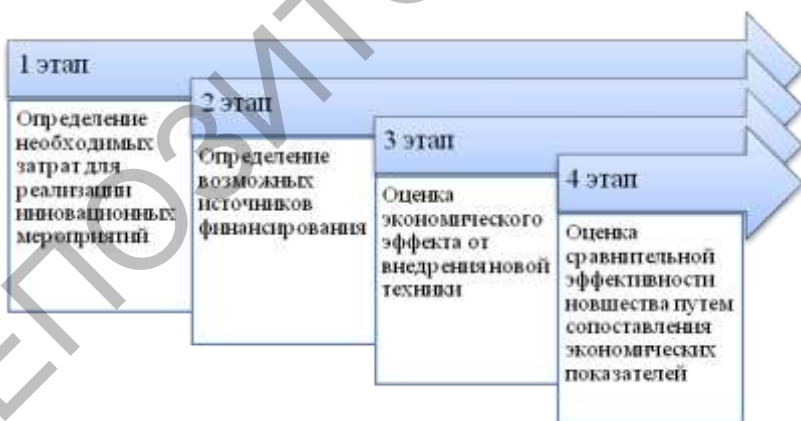 1 этап
Определение
необходимых
затрат для
реализации
инновационных
мероприятий
2 этап
Определение
возможных
источников
финансирования
3 этап
Оценка
экономического
эффекта от
внедрения новой
техники
4 этап
Оценка
сравнительной
эффективности
новшества путем
сопоставления
экономических
показателей